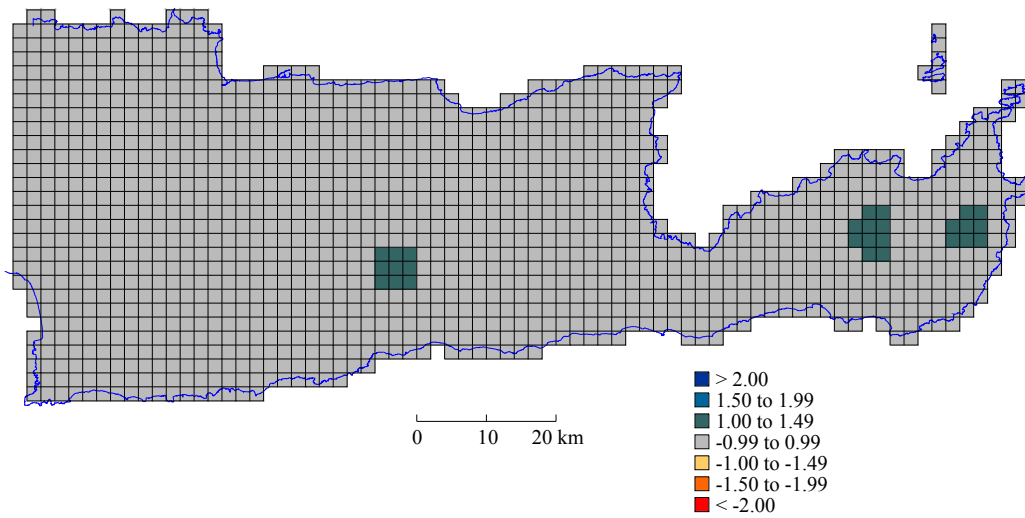 > 2.00
1.50 to 1.99
1.00 to 1.49
-0.99 to 0.99
-1.00 to -1.49
-1.50 to -1.99
< -2.00
0 10 20 km